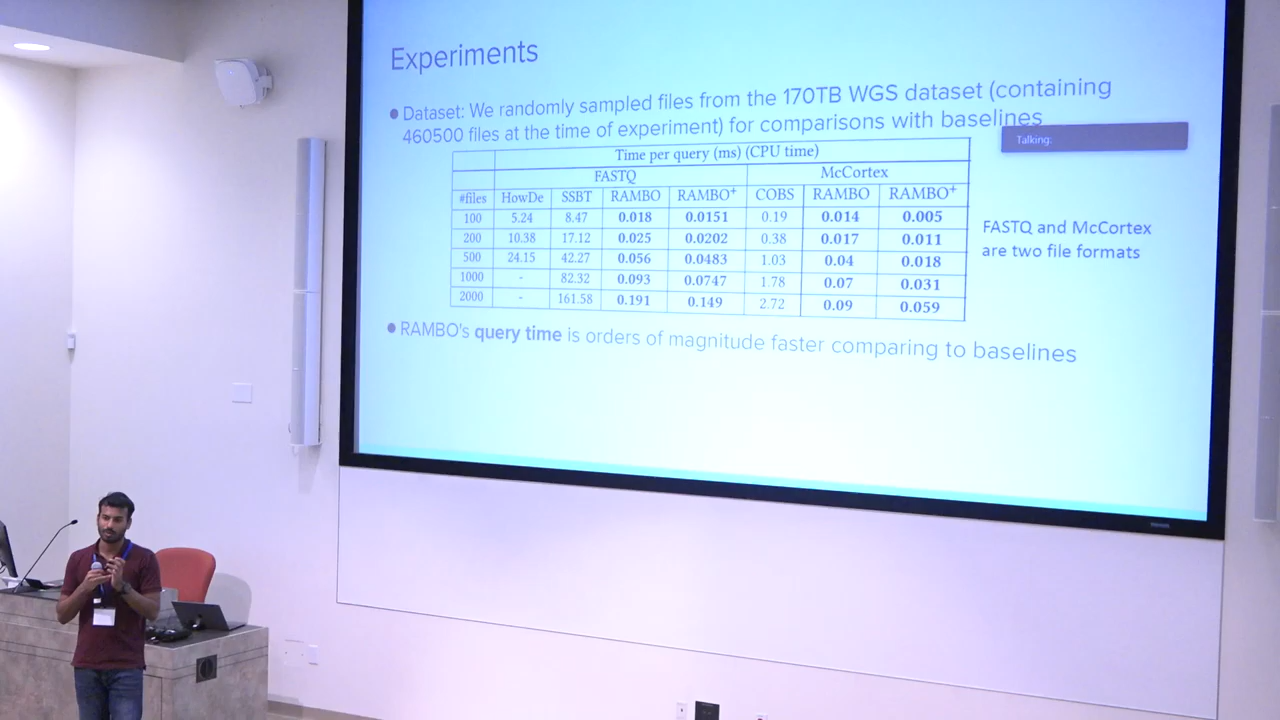 Experiments
● Dataset: We randomly sampled files from the 170TB WGS dataset (containing
460500 files at the time of experiment) for comparisons with baselines
Talking:
Time per query (ms) (CPU time)
FASTQ McCortex
#files HowDe SSBT RAMBO RAMBO+ COBS RAMBO RAMBO+
100 5.24 8.47 0.018 0.0151 0.19 0.014 0.005
200 10.38 17.12 0.025 0.0202 0.38 0.017 0.011
500 24.15 42.27 0.056 0.0483 1.03 0.04 0.018
1000 - 82.32 0.093 0.0747 1.78 0.07 0.031
2000 - 161.58 0.191 0.149 2.72 0.09 0.059
FASTQ and McCortex
are two file formats
● RAMBO's query time is orders of magnitude faster comparing to baselines